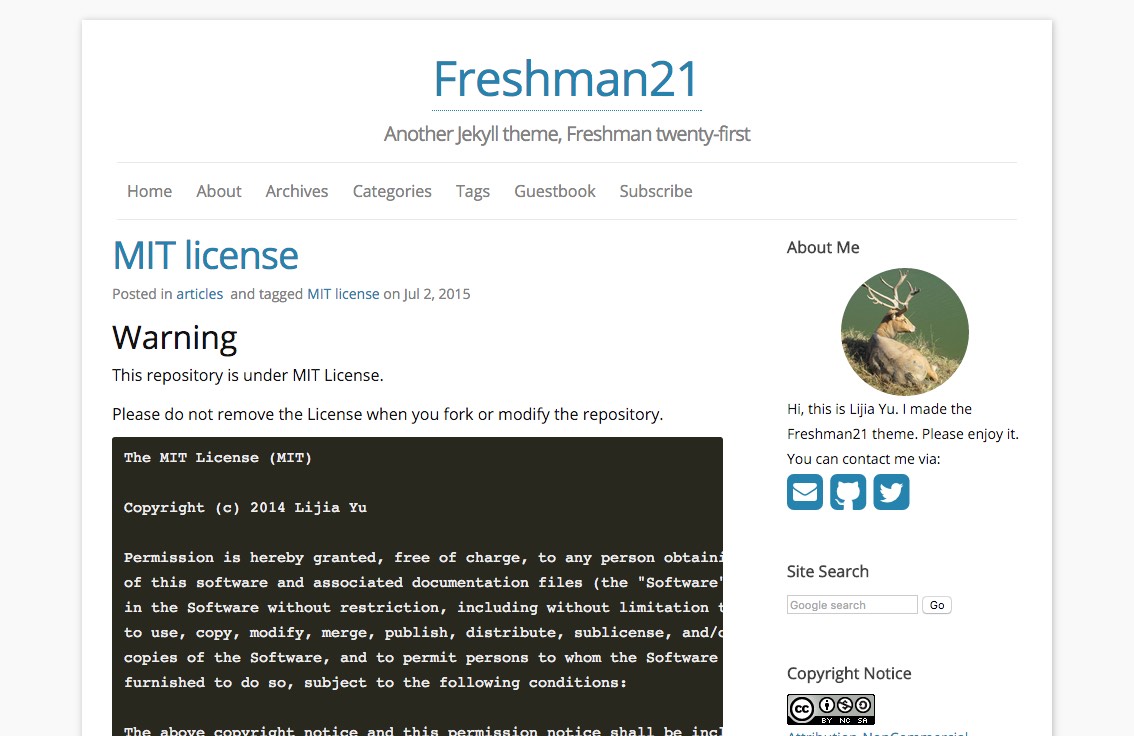 Freshman21
Another Jekyll theme, Freshman twenty-first
Home About Archives Categories Tags Guestbook Subscribe
MIT license
Posted in articles and tagged MIT license on Jul 2, 2015
Warning
This repository is under MIT License.
Please do not remove the License when you fork or modify the repository.
The MIT License (MIT)
Copyright (c) 2014 Lijia Yu
Permission is hereby granted, free of charge, to any person obtaini
of this software and associated documentation files (the "Software"
in the Software without restriction, including without limitation t
to use, copy, modify, merge, publish, distribute, sublicense, and/o
copies of the Software, and to permit persons to whom the Software
furnished to do so, subject to the following conditions:
The above copyright notice and this permission notice shall be incl
About Me
Hi, this is Lijia Yu. I made the
Freshman21 theme. Please enjoy it.
You can contact me via:
Site Search
Google search Go
Copyright Notice
cc BY NC SA
Attribution-NonCommercial